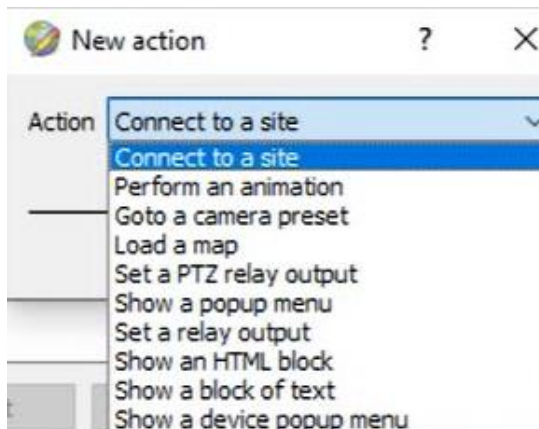 New action ?
Action Connect to a site
Connect to a site
Perform an animation
Goto a camera preset
Load a map
Set a PTZ relay output
Show a popup menu
Set a relay output
Show an HTML block
Show a block of text
Show a device popup menu